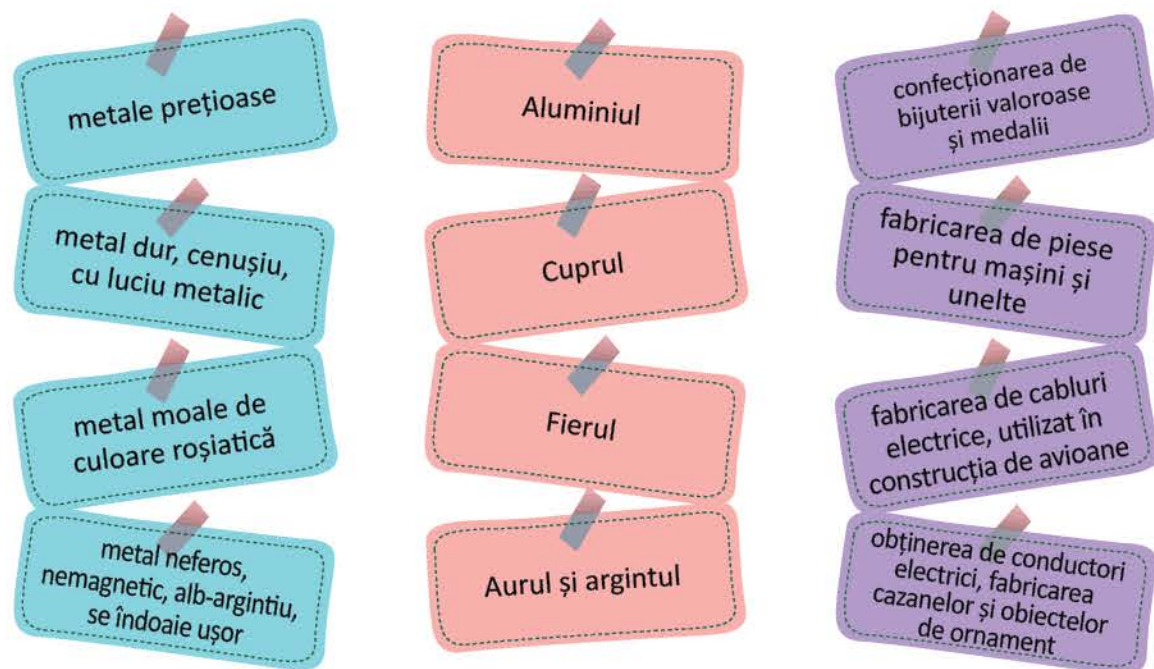 metale prețioase
metal dur, cenușiu,
cu luciu metalic
metal moale de
culoare roșiatică
metal neferos,
nemagnetic, alb-argintiu,
se îndoaie ușor
Aluminiul
Cuprul
Fierul
Aurul și argintul
confecționarea de
bijuterii valoroase
și medalii
fabricarea de piese
pentru mașini și
unelte
fabricarea de cabluri
electrice, utilizat în
construcția de avioane
obținerea de conductori
electrici, fabricarea
cazanelor și obiectelor
de ornament